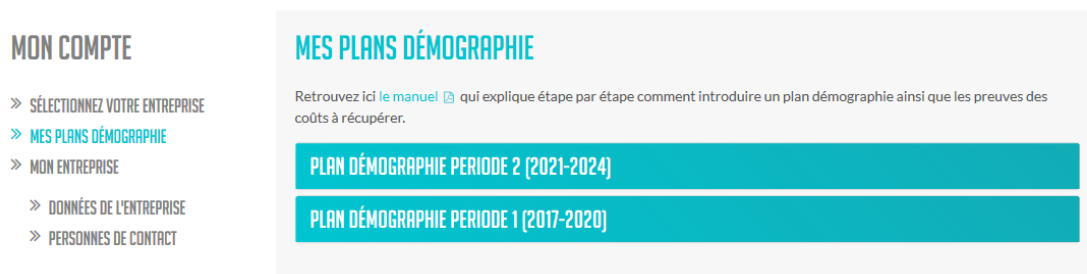 MON COMPTE
SÉLECTIONNEZ VOTRE ENTREPRISE
MES PLANS DÉMOGRAPHIE
MON ENTREPRISE
DONNÉES DE L'ENTREPRISE
PERSONNES DE CONTACT
MES PLANS DÉMOGRAPHIE
Retrouvez ici le manuel qui explique étape par étape comment introduire un plan démographie ainsi que les preuves des
coûts à récupérer.
PLAN DÉMOGRAPHIE PERIODE 2 (2021-2024)
PLAN DÉMOGRAPHIE PERIODE 1 (2017-2020)